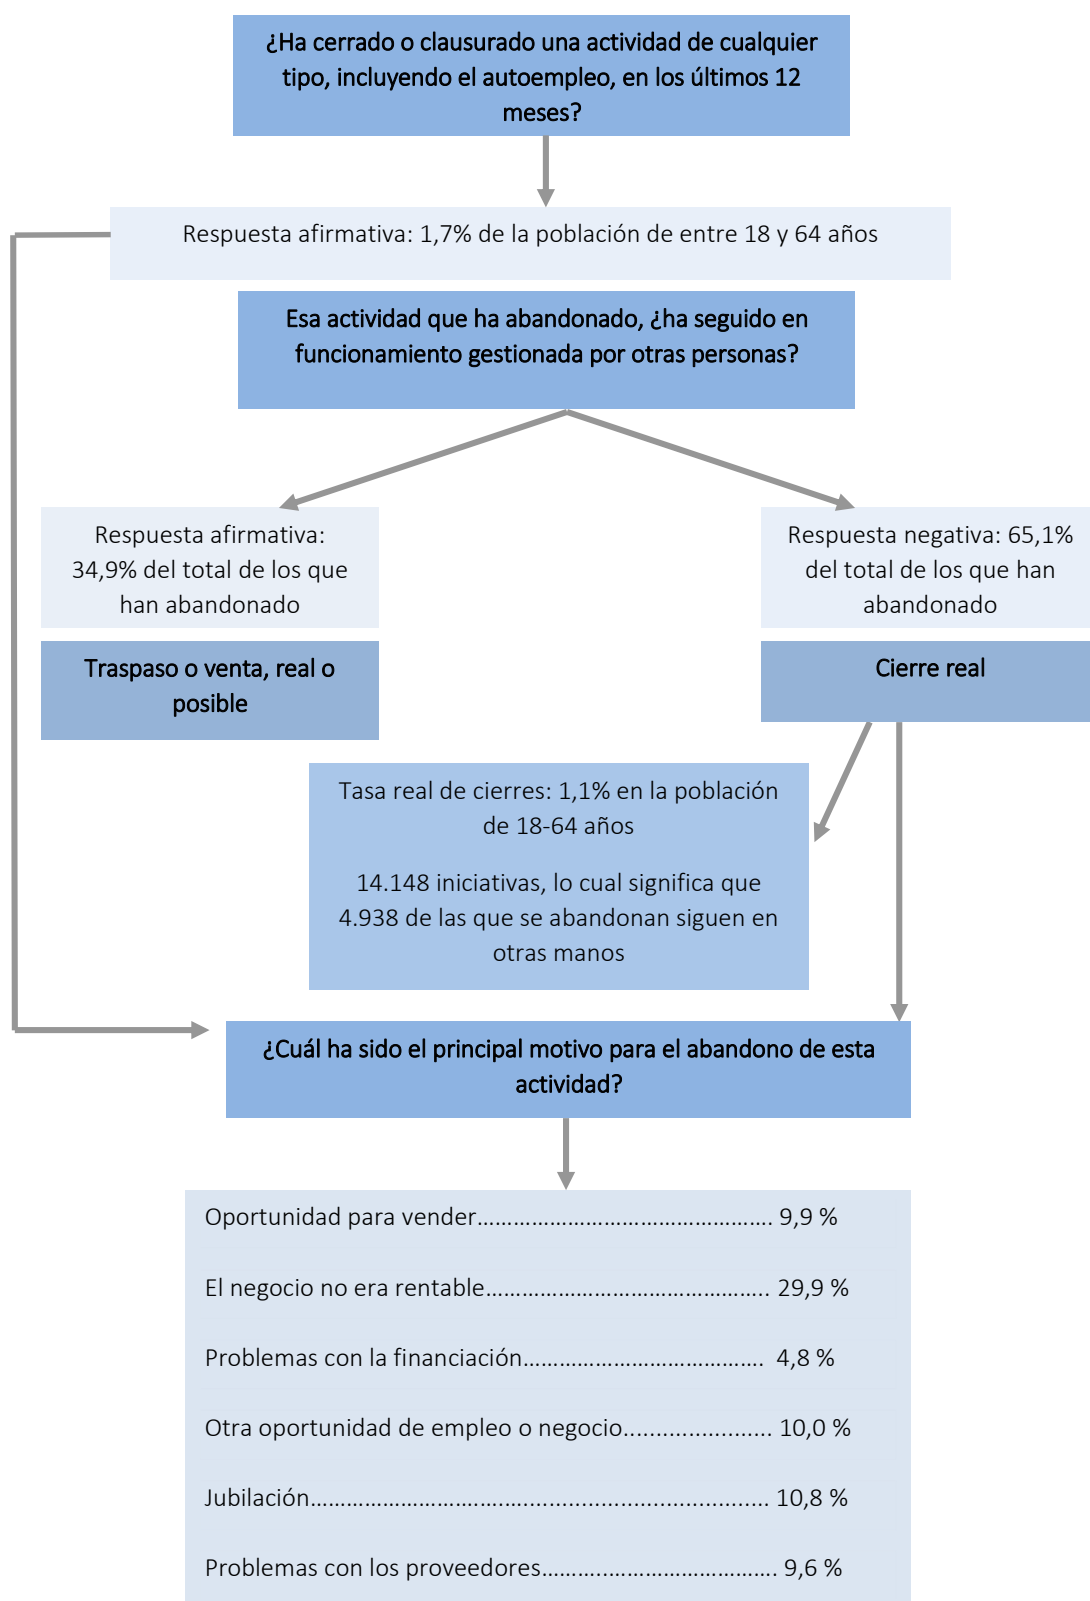 ¿Ha cerrado o clausurado una actividad de cualquier
tipo, incluyendo el autoempleo, en los últimos 12
meses?
Respuesta afirmativa: 1,7% de la población de entre 18 y 64 años
Esa actividad que ha abandonado, ¿ha seguido en
funcionamiento gestionada por otras personas?
Respuesta afirmativa:
34,9% del total de los que
han abandonado
Respuesta negativa: 65,1%
del total de los que han
abandonado
Traspaso o venta, real o
posible
Cierre real
Tasa real de cierres: 1,1% en la población
de 18-64 años
14.148 iniciativas, lo cual significa que
4.938 de las que se abandonan siguen en
otras manos
¿Cuál ha sido el principal motivo para el abandono de esta
actividad?
Oportunidad para vender…………………………………………. 9,9 %
El negocio no era rentable……………………………………….. 29,9 %
Problemas con la financiación…………………………………. 4,8 %
Otra oportunidad de empleo o negocio........................ 10,0 %
Jubilación……………………………...................................... 10,8 %
Problemas con los proveedores………..………………………. 9,6 %